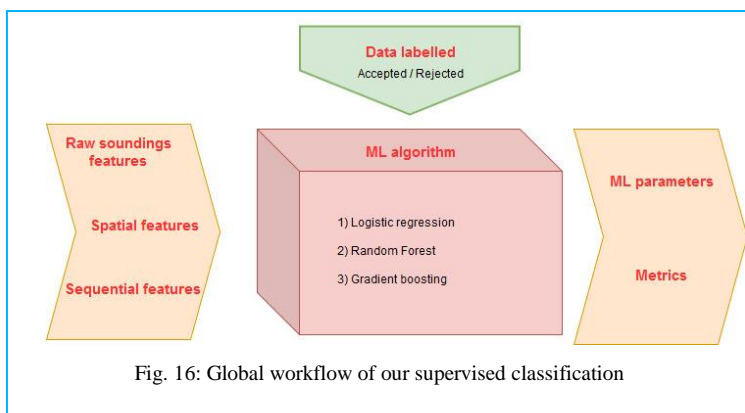 Data labelled
Accepted / Rejected
Raw soundings
features
Spatial features
Sequential features
ML algorithm
1) Logistic regression
2) Random Forest
3) Gradient boosting
ML parameters
Metrics
Fig. 16: Global workflow of our supervised classification